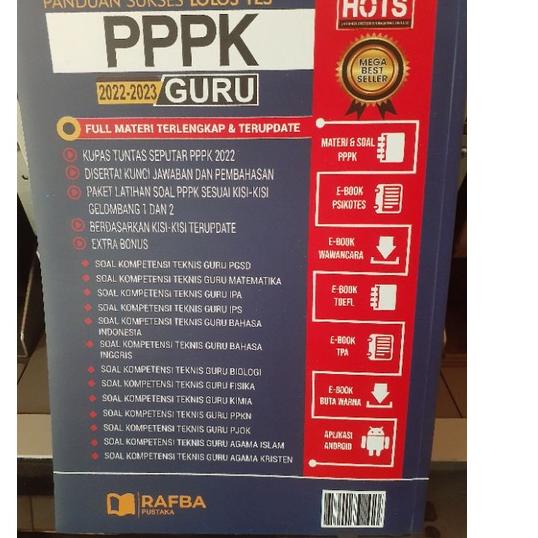 PANDUAN SUKSES LOLOS TES
PPPK
2022-2023 GURU
FULL MATERI TERLENGKAP & TERUPDATE
KUPAS TUNTAS SEPUTAR PPPK 2022
DISERTAI KUNCI JAWABAN DAN PEMBAHASAN
PAKET LATIHAN SOAL PPPK SESUAI KISI-KISI
GELOMBANG 1 DAN 2
BERDASARKAN KISI-KISI TERUPDATE
EXTRA BONUS
SOAL KOMPETENSI TEKNIS GURU PGSD
SOAL KOMPETENSI TEKNIS GURU MATEMATIKA
SOAL KOMPETENSI TEKNIS GURU IPA
SOAL KOMPETENSI TEKNIS GURU IPS
SOAL KOMPETENSI TEKNIS GURU BAHASA
INDONESIA
SOAL KOMPETENSI TEKNIS GURU BAHASA
INGGRIS
SOAL KOMPETENSI TEKNIS GURU BIOLOGI
SOAL KOMPETENSI TEKNIS GURU FISIKA
SOAL KOMPETENSI TEKNIS GURU KIMIA
SOAL KOMPETENSI TEKNIS GURU PPKN
SOAL KOMPETENSI TEKNIS GURU PJOK
SOAL KOMPETENSI TEKNIS GURU AGAMA ISLAM
SOAL KOMPETENSI TEKNIS GURU AGAMA KRISTEN
RAFBA
PUSTAKA
HOTS
MEGA
BEST
SELLER
MATERI & SOAL
PPPK
E-BOOK
PSIKOTES
E-BOOK
WAWANCARA
E-BOOK
TOEFL
E-BOOK
TPA
E-BOOK
BUTA WARNA
APLIKASI
ANDROID